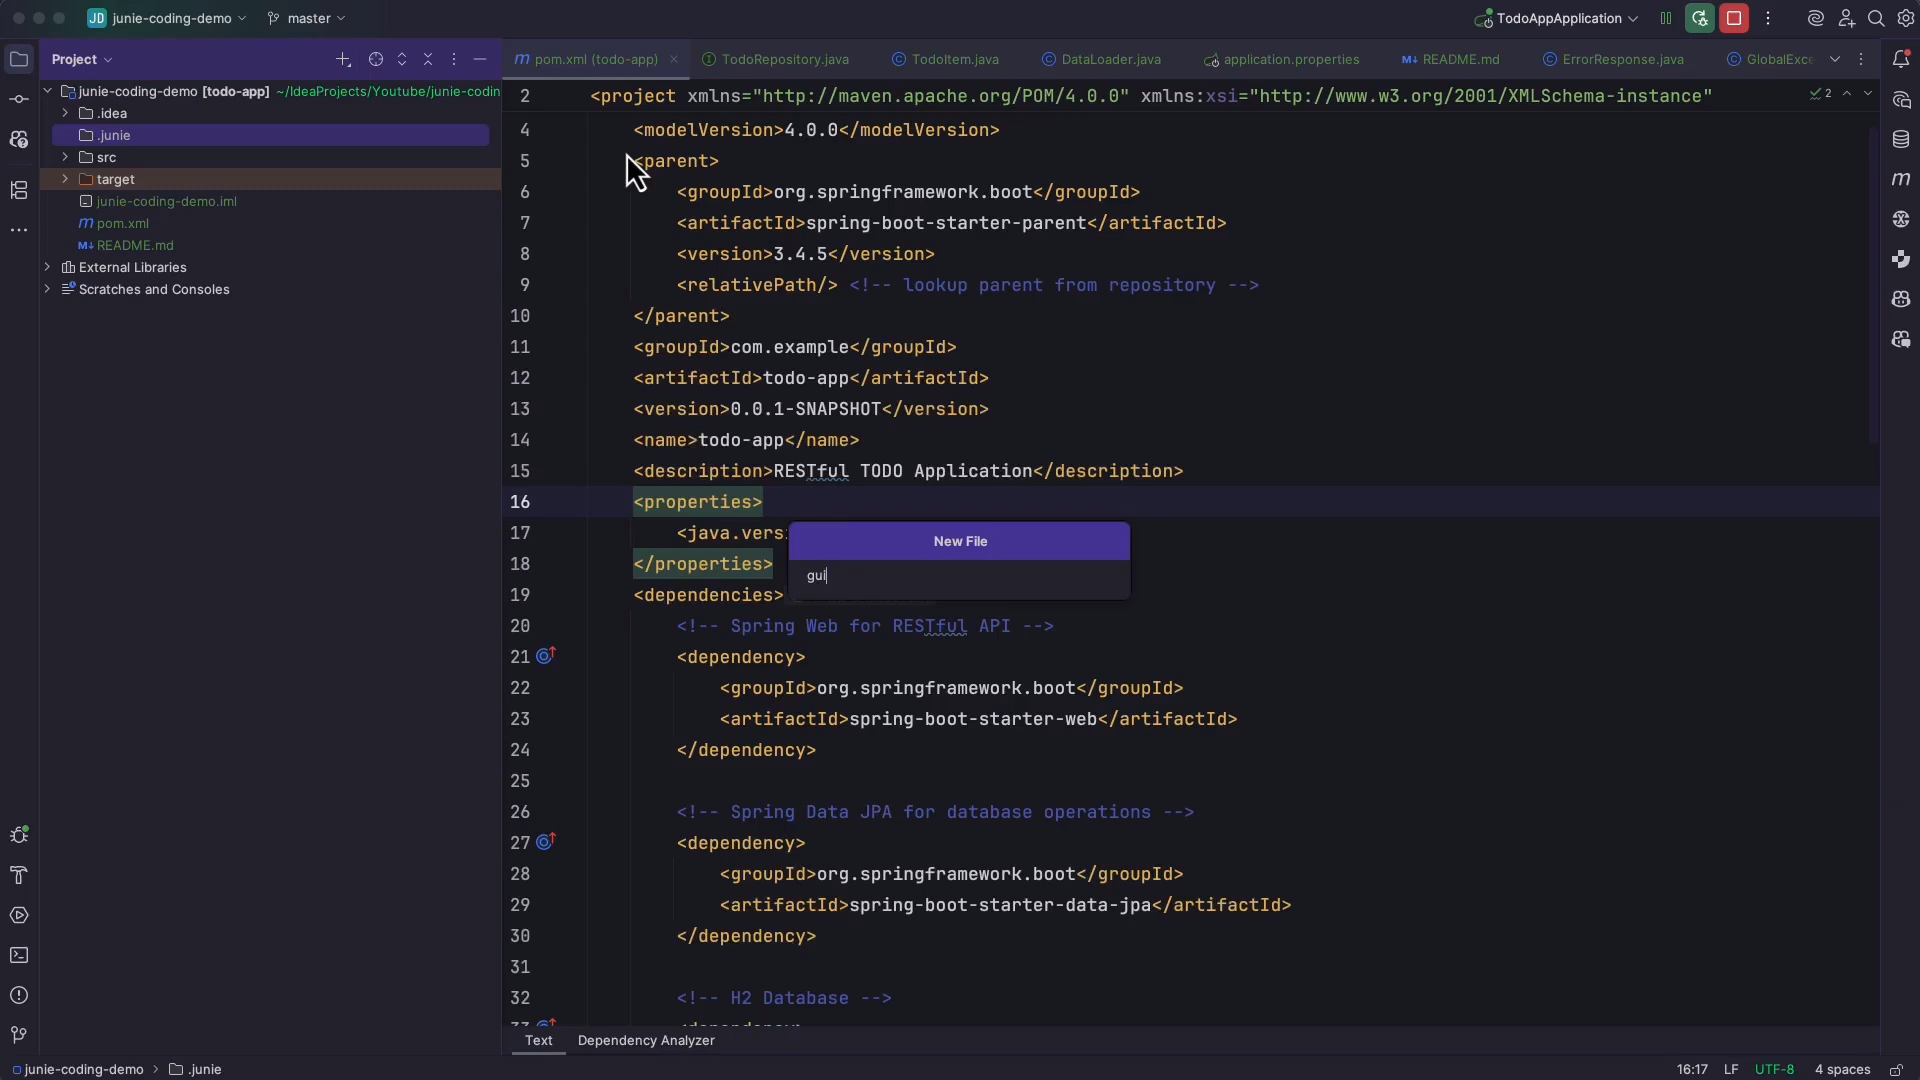 JD junie-coding-demo master TodoAppApplication
Project
pom.xml (todo-app) TodoRepository.java TodoItem.java DataLoader.java application.properties README.md ErrorResponse.java GlobalExce
junie-coding-demo [todo-app] ~/IdeaProjects/Youtube/junie-codin
.idea
.junie
src
target
junie-coding-demo.iml
pom.xml
README.md
External Libraries
Scratches and Consoles
2 <project xmlns="http://maven.apache.org/POM/4.0.0" xmlns:xsi="http://www.w3.org/2001/XMLSchema-instance" 2
4 <modelVersion>4.0.0</modelVersion>
5 <parent>
6 <groupId>org.springframework.boot</groupId>
7 <artifactId>spring-boot-starter-parent</artifactId>
8 <version>3.4.5</version>
9 <relativePath/> <!-- lookup parent from repository -->
10 </parent>
11 <groupId>com.example</groupId>
12 <artifactId>todo-app</artifactId>
13 <version>0.0.1-SNAPSHOT</version>
14 <name>todo-app</name>
15 <description>RESTful TODO Application</description>
16 <properties>
17 <java.versi
18 </properties>
19 <dependencies>
20 <!-- Spring Web for RESTful API -->
21 <dependency>
22 <groupId>org.springframework.boot</groupId>
23 <artifactId>spring-boot-starter-web</artifactId>
24 </dependency>
25
26 <!-- Spring Data JPA for database operations -->
27 <dependency>
28 <groupId>org.springframework.boot</groupId>
29 <artifactId>spring-boot-starter-data-jpa</artifactId>
30 </dependency>
31
32 <!-- H2 Database -->
33 <dependency>
New File
gui
Text Dependency Analyzer
junie-coding-demo > .junie 16:17 LF UTF-8 4 spaces